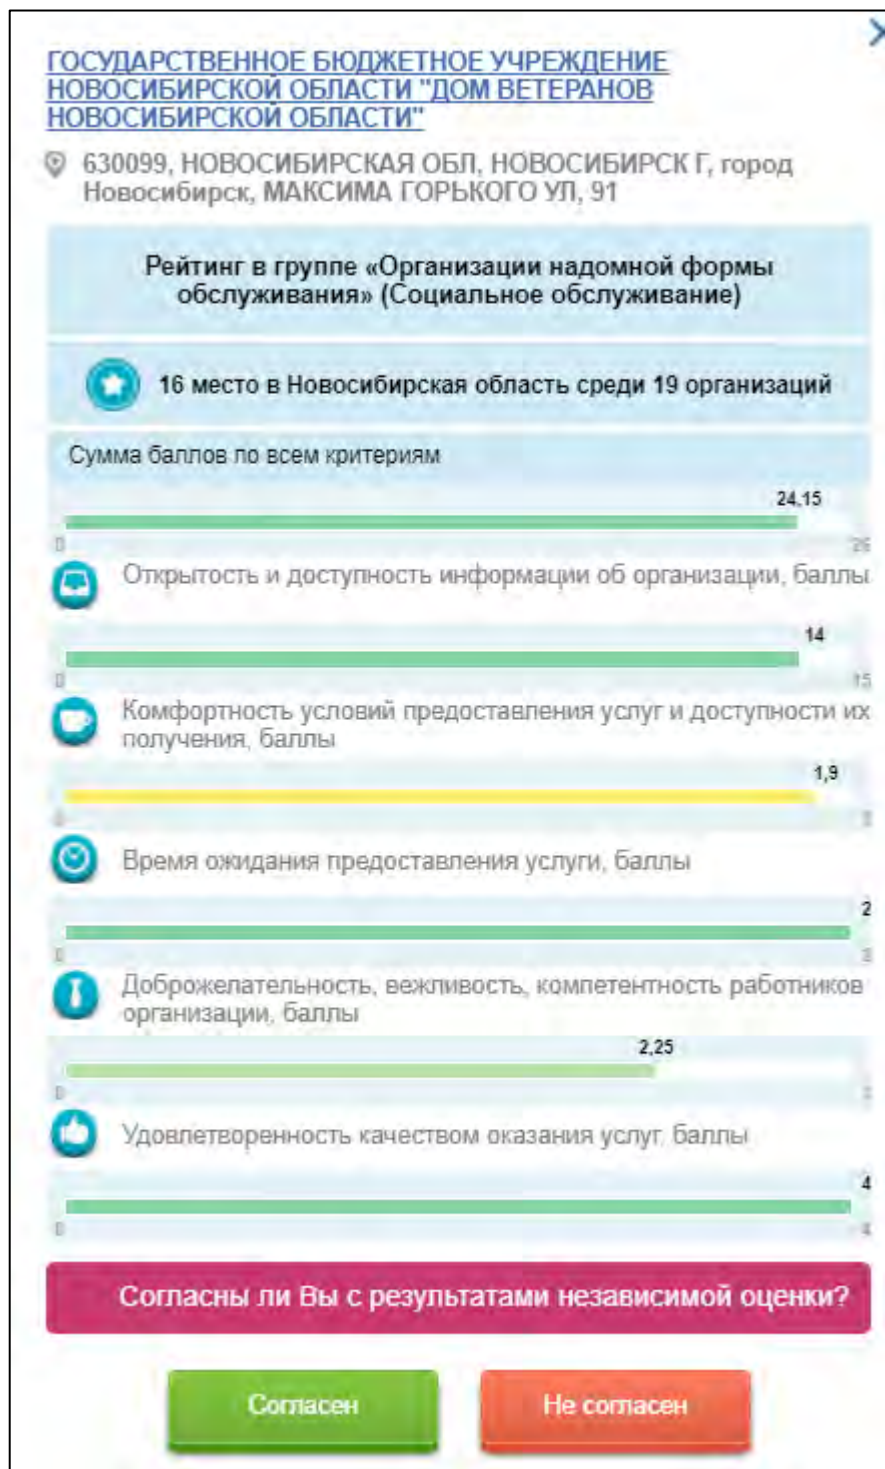 ГОСУДАРСТВЕННОЕ БЮДЖЕТНОЕ УЧРЕЖДЕНИЕ
НОВОСИБИРСКОЙ ОБЛАСТИ "ДОМ ВЕТЕРАНОВ
НОВОСИБИРСКОЙ ОБЛАСТИ"
630099, НОВОСИБИРСКАЯ ОБЛ, НОВОСИБИРСК Г, город
Новосибирск, МАКСИМА ГОРЬКОГО УЛ, 91
Рейтинг в группе «Организации надомной формы
обслуживания» (Социальное обслуживание)
16 место в Новосибирская область среди 19 организаций
Сумма баллов по всем критериям
24,15
0 26
Открытость и доступность информации об организации, баллы
14
0 15
Комфортность условий предоставления услуг и доступности их
получения, баллы
1,9
0
Время ожидания предоставления услуги, баллы
2
0
Доброжелательность, вежливость, компетентность работников
организации, баллы
2,25
0
Удовлетворенность качеством оказания услуг, баллы
4
0 4
Согласны ли Вы с результатами независимой оценки?
Согласен
Не согласен